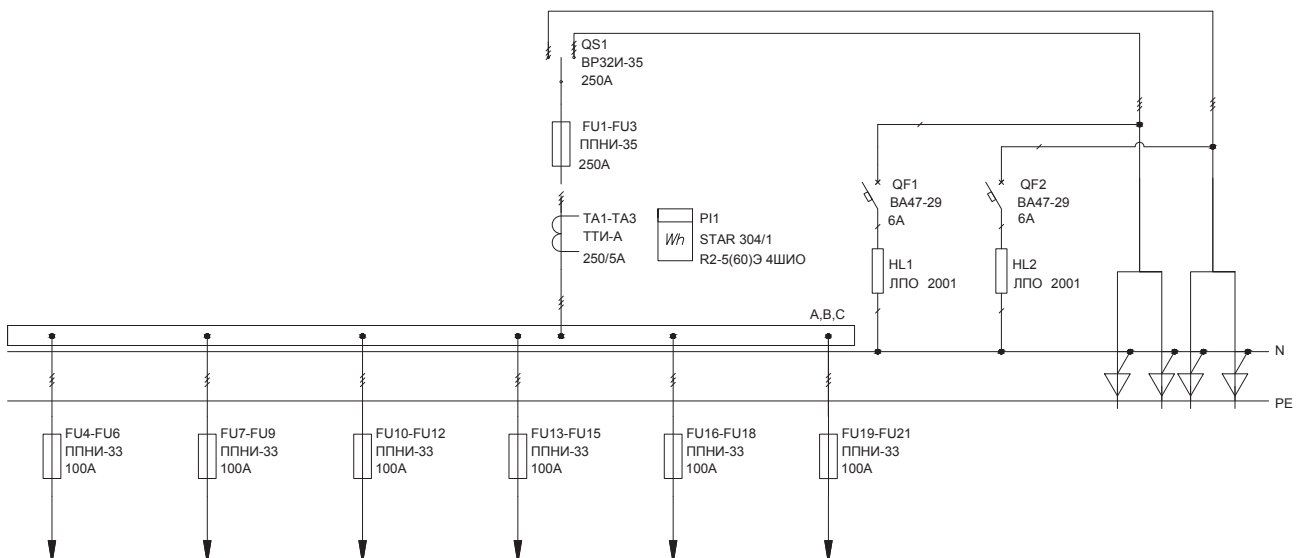 QS1
ВР32И-35
250А
FU1-FU3
ППНИ-35
250А
TA1-TA3
ТТИ-А
250/5А
Wh
PI1
STAR 304/1
R2-5(60)Э 4ШИО
QF1
ВА47-29
6А
QF2
ВА47-29
6А
HL1
ЛПО 2001
HL2
ЛПО 2001
A,B,C
N
PE
FU4-FU6
ППНИ-33
100А
FU7-FU9
ППНИ-33
100А
FU10-FU12
ППНИ-33
100А
FU13-FU15
ППНИ-33
100А
FU16-FU18
ППНИ-33
100А
FU19-FU21
ППНИ-33
100А